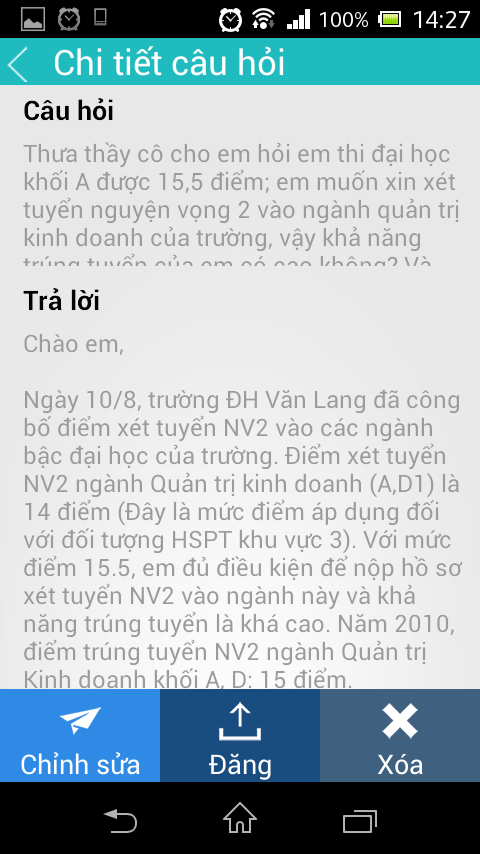 100% 14:27
Chi tiết câu hỏi
Câu hỏi
Thưa thầy cô cho em hỏi em thi đại học
khối A được 15,5 điểm; em muốn xin xét
tuyển nguyện vọng 2 vào ngành quản trị
kinh doanh của trường, vậy khả năng
trúng tuyển của em có cao không? Và
Trả lời
Chào em,
Ngày 10/8, trường ĐH Văn Lang đã công
bố điểm xét tuyển NV2 vào các ngành
bậc đại học của trường. Điểm xét tuyển
NV2 ngành Quản trị kinh doanh (A,D1) là
14 điểm (Đây là mức điểm áp dụng đối
với đối tượng HSPT khu vực 3). Với mức
điểm 15.5, em đủ điều kiện để nộp hồ sơ
xét tuyển NV2 vào ngành này và khả
năng trúng tuyển là khá cao. Năm 2010,
điểm trúng tuyển NV2 ngành Quản trị
Kinh doanh khối A, D: 15 điểm.
Chỉnh sửa Đăng Xóa